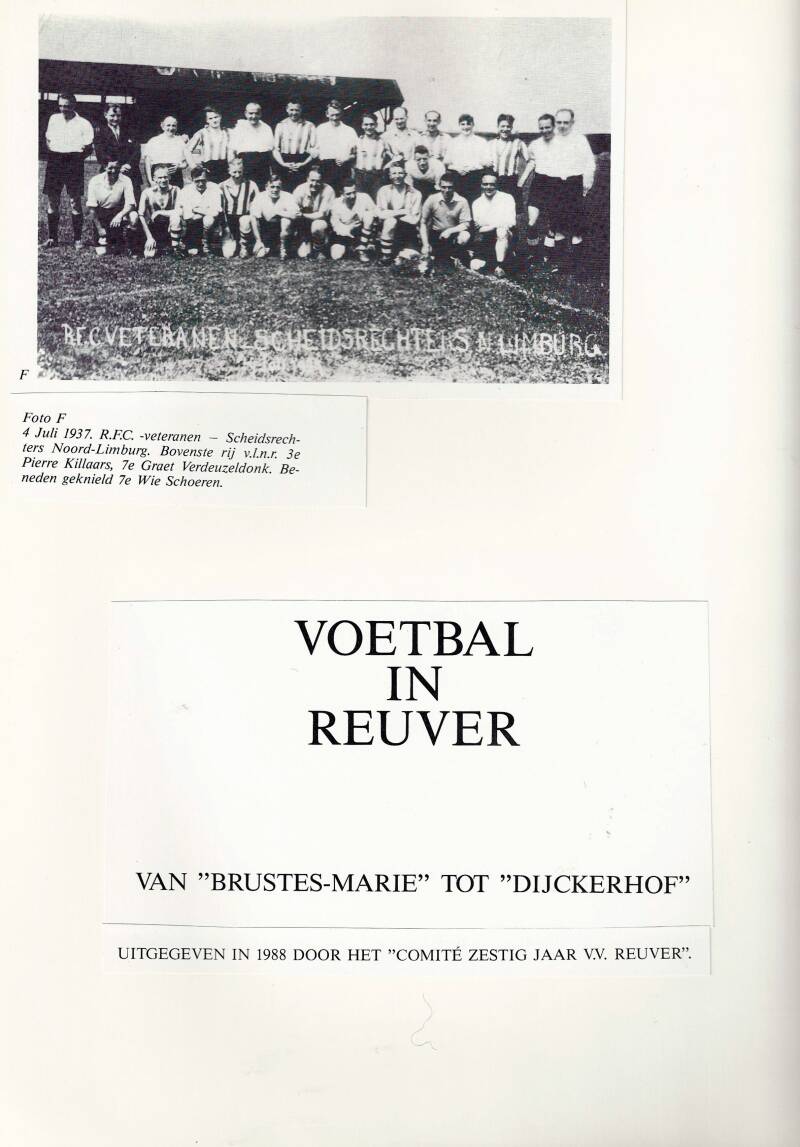 R.F.C. VETERANEN _ SCHEIDSRECHTERS N. LIMBURG.
F
Foto F
4 Juli 1937. R.F.C. -veteranen – Scheidsrech-
ters Noord-Limburg. Bovenste rij v.l.n.r. 3e
Pierre Killaars, 7e Graet Verdeuzeldonk. Be-
neden geknield 7e Wie Schoeren.
VOETBAL
IN
REUVER
VAN ”BRUSTES-MARIE” TOT ”DIJCKERHOF”
UITGEGEVEN IN 1988 DOOR HET ”COMITÉ ZESTIG JAAR V.V. REUVER”.